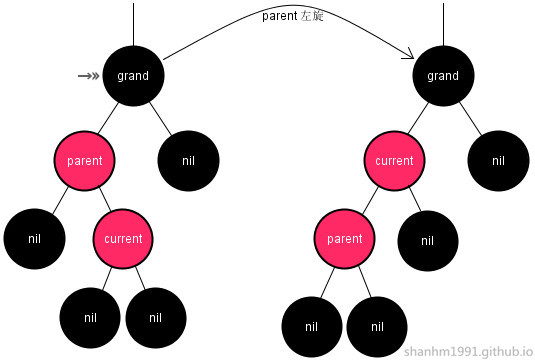 parent 左旋
grand
grand
parent
nil
current
nil
nil
current
parent
nil
nil
nil
nil
nil
shanhm1991.github.io